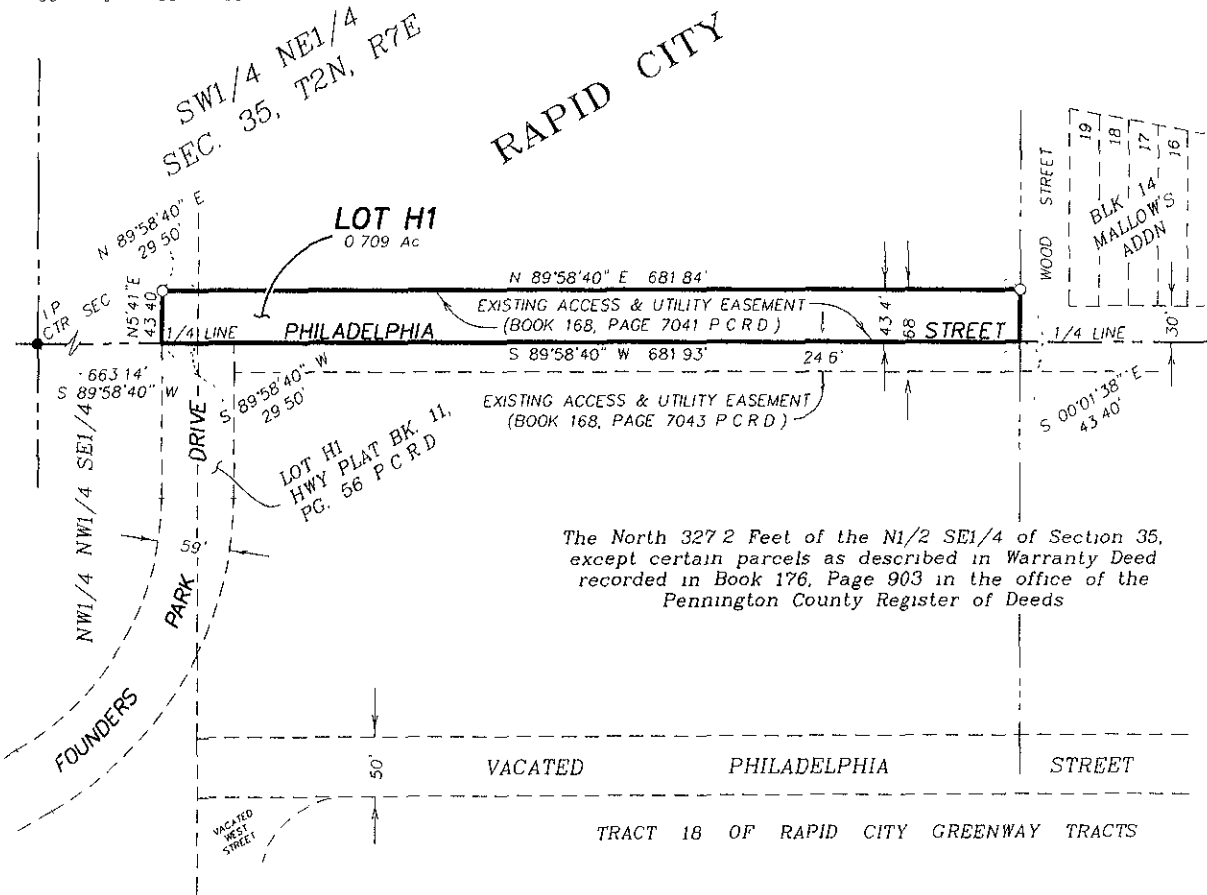 SW1/4 NE1/4
SEC. 35, T2N, R7E
RAPID CITY
LOT H1
0 709 Ac
N 89°58'40" E
29 50'
N 89°58'40" E 681 84'
EXISTING ACCESS & UTILITY EASEMENT
(BOOK 168, PAGE 7041 P C R D)
43 4'
68
WOOD STREET
19
18
17
16
BLK 14
MALLOW'S
ADDN
I P
CTR SEC
N5'41"E
43 40
1/4 LINE
PHILADELPHIA
STREET
1/4 LINE
30'
663 14'
S 89°58'40" W
S 89°58'40" W
29 50'
S 89°58'40" W 681 93'
24 6'
S 00°01'38" E
43 40'
EXISTING ACCESS & UTILITY EASEMENT
(BOOK 168, PAGE 7043 P C R D)
LOT H1
HWY PLAT BK. 11,
PG. 56 P C R D
NW1/4 NW1/4 SE1/4
59'
FOUNDERS PARK DRIVE
The North 327 2 Feet of the N1/2 SE1/4 of Section 35,
except certain parcels as described in Warranty Deed
recorded in Book 176, Page 903 in the office of the
Pennington County Register of Deeds
50'
VACATED PHILADELPHIA STREET
VACATED
WEST
STREET
TRACT 18 OF RAPID CITY GREENWAY TRACTS